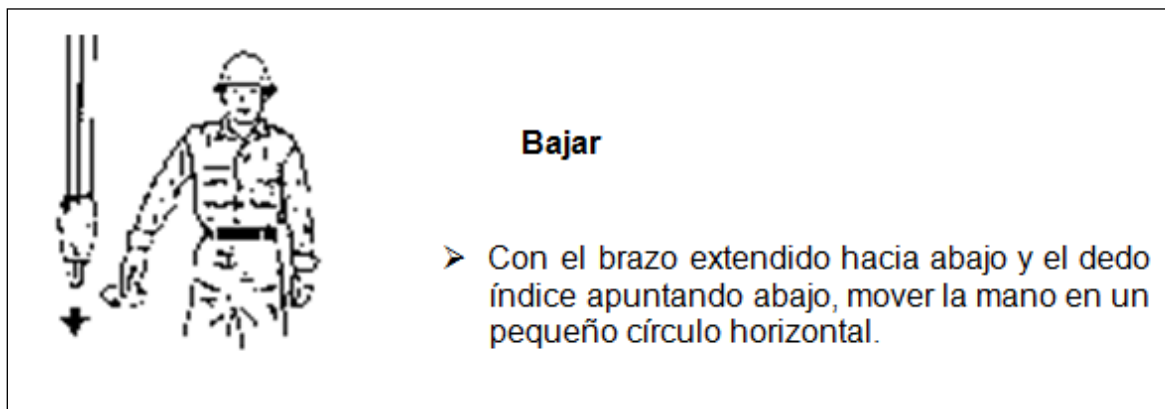 Bajar
➢ Con el brazo extendido hacia abajo y el dedo
índice apuntando abajo, mover la mano en un
pequeño círculo horizontal.